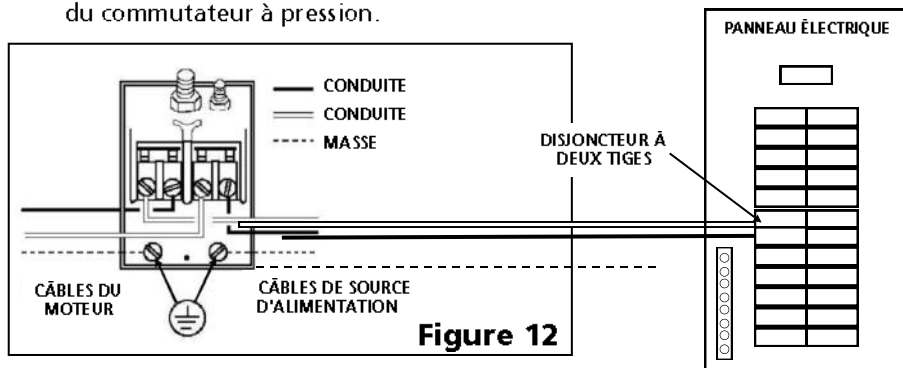 du commutateur à pression.
PANNEAU ÉLECTRIQUE
CONDUITE
CONDUITE
MASSE
DISJONCTEUR À
DEUX TIGES
CÂBLES DU
MOTEUR
CÂBLES DE SOURCE
D'ALIMENTATION
Figure 12